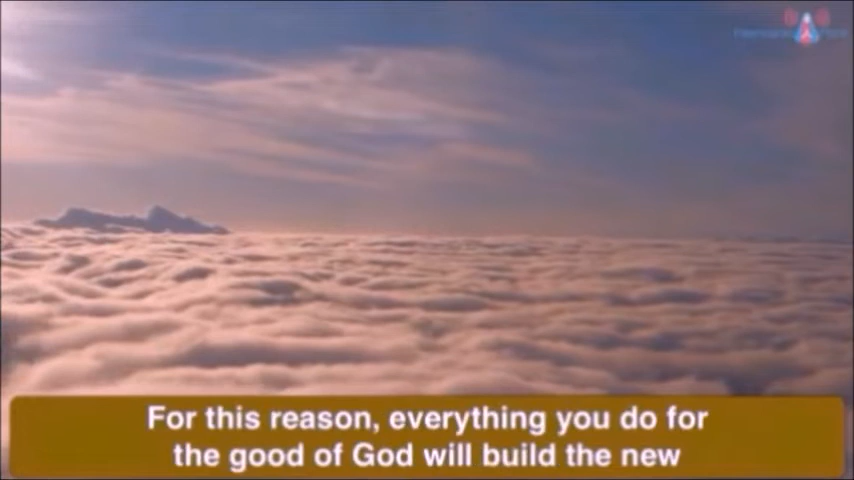 For this reason, everything you do for
the good of God will build the new